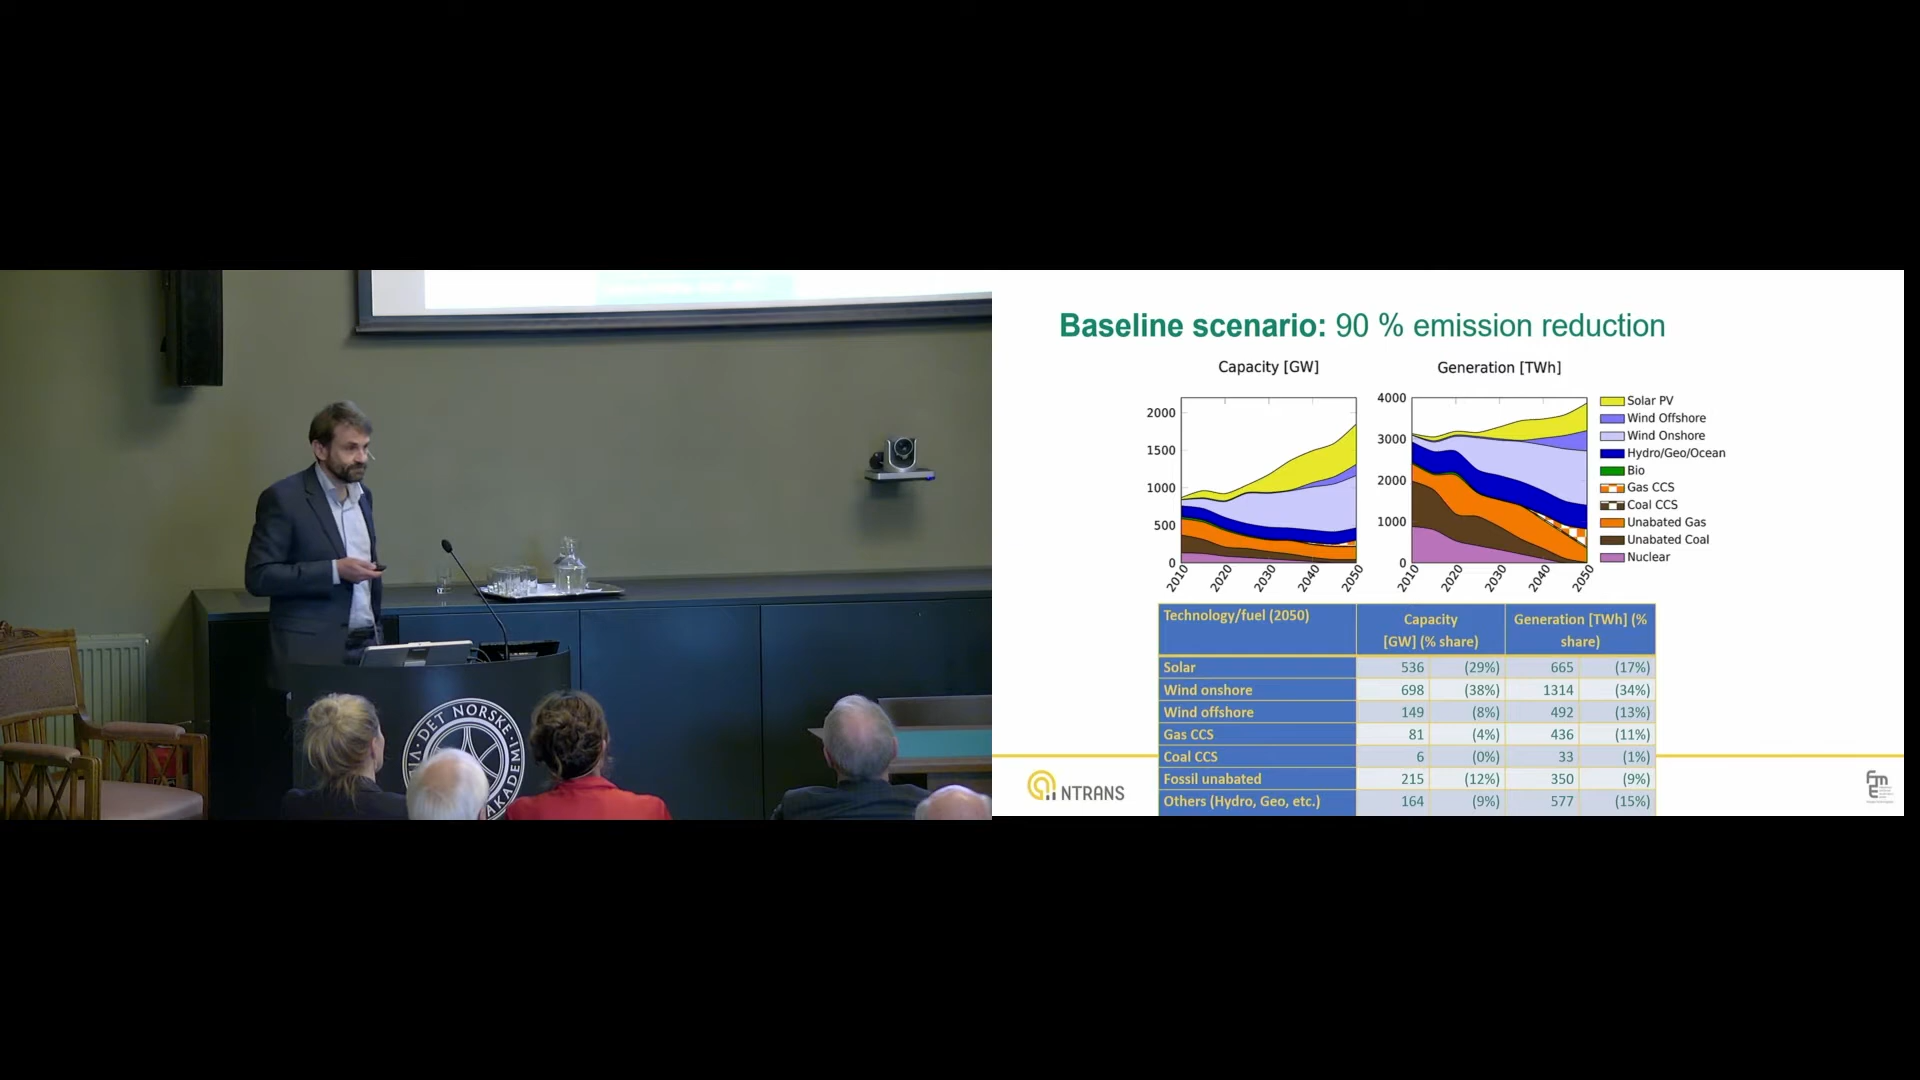 DET NORSKE
AKADEMI
Baseline scenario: 90 % emission reduction
Capacity [GW]
Generation [TWh]
2000
1500
1000
500
0
2010
2020
2030
2040
2050
4000
3000
2000
1000
0
2010
2020
2030
2040
2050
Solar PV
Wind Offshore
Wind Onshore
Hydro/Geo/Ocean
Bio
Gas CCS
Coal CCS
Unabated Gas
Unabated Coal
Nuclear
Technology/fuel (2050) Capacity [GW] (% share) Generation [TWh] (% share)
Solar 536 (29%) 665 (17%)
Wind onshore 698 (38%) 1314 (34%)
Wind offshore 149 (8%) 492 (13%)
Gas CCS 81 (4%) 436 (11%)
Coal CCS 6 (0%) 33 (1%)
Fossil unabated 215 (12%) 350 (9%)
Others (Hydro, Geo, etc.) 164 (9%) 577 (15%)
NTRANS
FmE